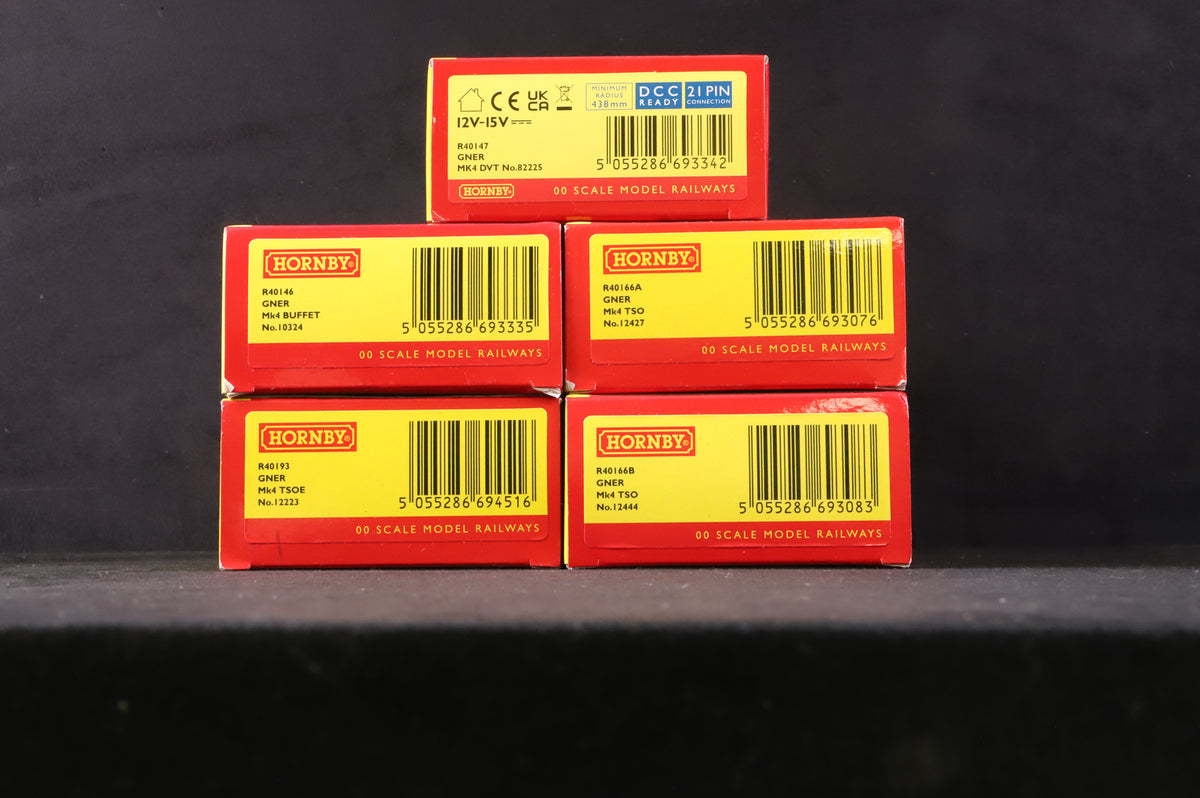 CE UK CA
MINIMUM RADIUS 438mm
DCC READY
21 PIN CONNECTION
12V-15V
R40147
GNER
MK4 DVT No.82225
5 055286 693342
HORNBY
00 SCALE MODEL RAILWAYS
HORNBY®
R40146
GNER
Mk4 BUFFET
No.10324
5 055286 693335
00 SCALE MODEL RAILWAYS
HORNBY®
R40166A
GNER
Mk4 TSO
No.12427
5 055286 693076
00 SCALE MODEL RAILWAYS
HORNBY®
R40193
GNER
Mk4 TSOE
No.12223
5 055286 694516
00 SCALE MODEL RAILWAYS
HORNBY®
R40166B
GNER
Mk4 TSO
No.12444
5 055286 693083
00 SCALE MODEL RAILWAYS